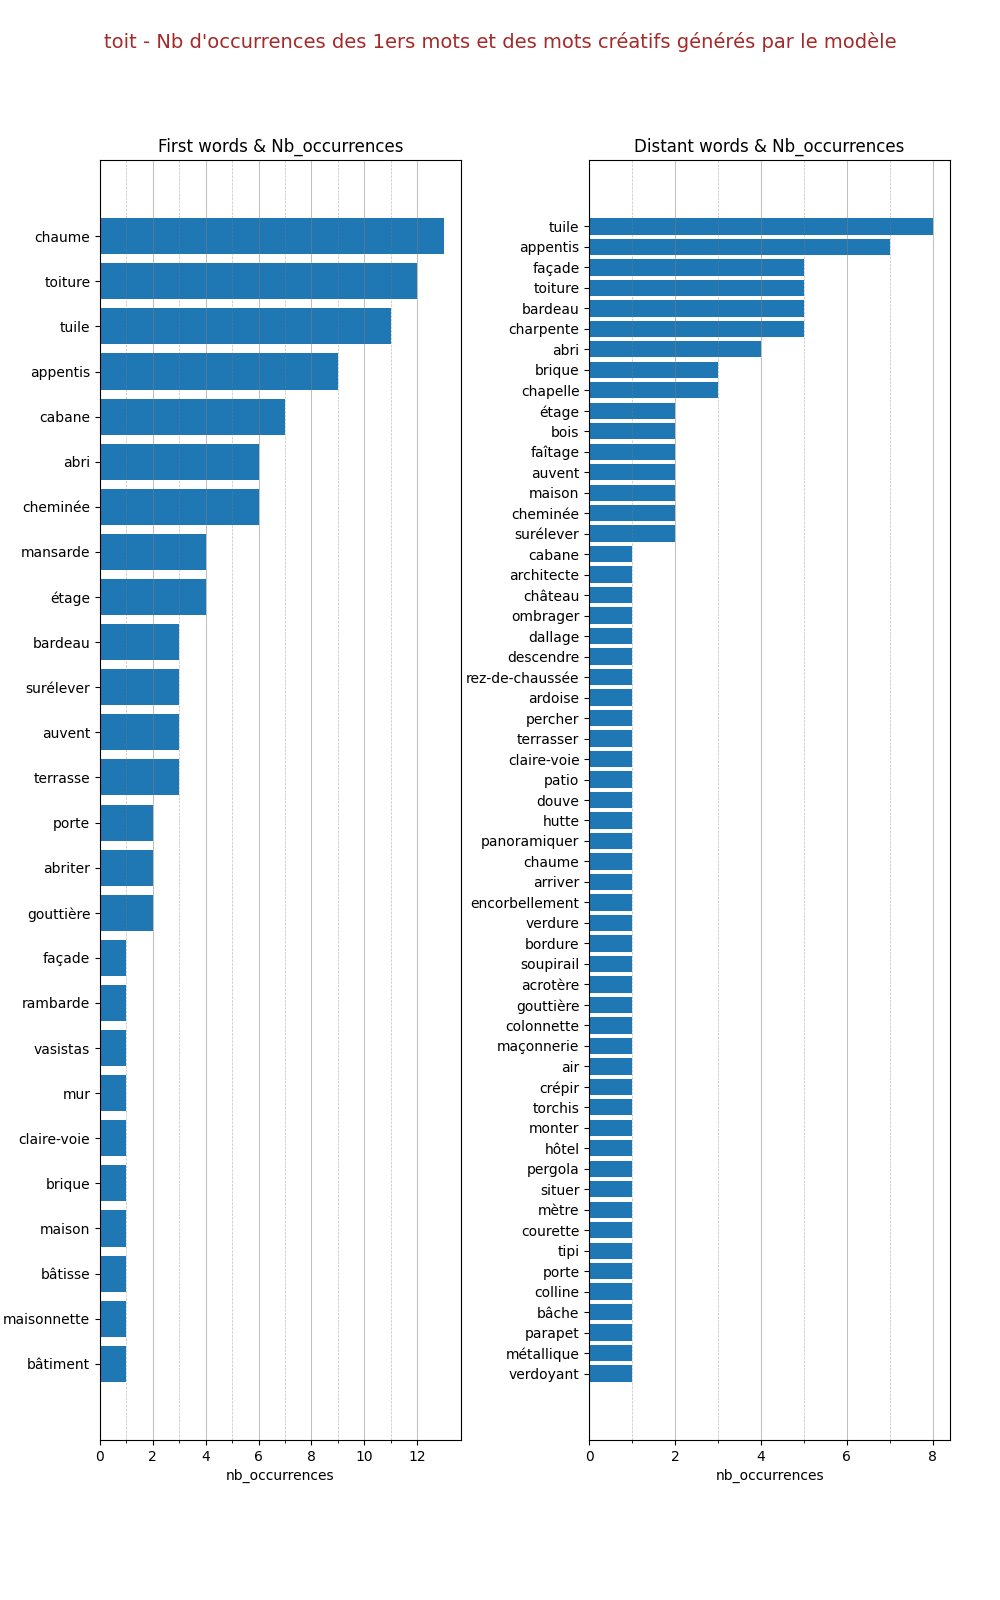 toit - Nb d'occurrences des 1ers mots et des mots créatifs générés par le modèle
First words & Nb_occurrences
chaume
toiture
tuile
appentis
cabane
abri
cheminée
mansarde
étage
bardeau
surélever
auvent
terrasse
porte
abriter
gouttière
façade
rambarde
vasistas
mur
claire-voie
brique
maison
bâtisse
maisonnette
bâtiment
0 2 4 6 8 10 12
nb_occurrences
Distant words & Nb_occurrences
tuile
appentis
façade
toiture
bardeau
charpente
abri
brique
chapelle
étage
bois
faîtage
auvent
maison
cheminée
surélever
cabane
architecte
château
ombrager
dallage
descendre
rez-de-chaussée
ardoise
percher
terrasser
claire-voie
patio
douve
hutte
panoramiquer
chaume
arriver
encorbellement
verdure
bordure
soupirail
acrotère
gouttière
colonnette
maçonnerie
air
crépir
torchis
monter
hôtel
pergola
situer
mètre
courette
tipi
porte
colline
bâche
parapet
métallique
verdoyant
0 2 4 6 8
nb_occurrences